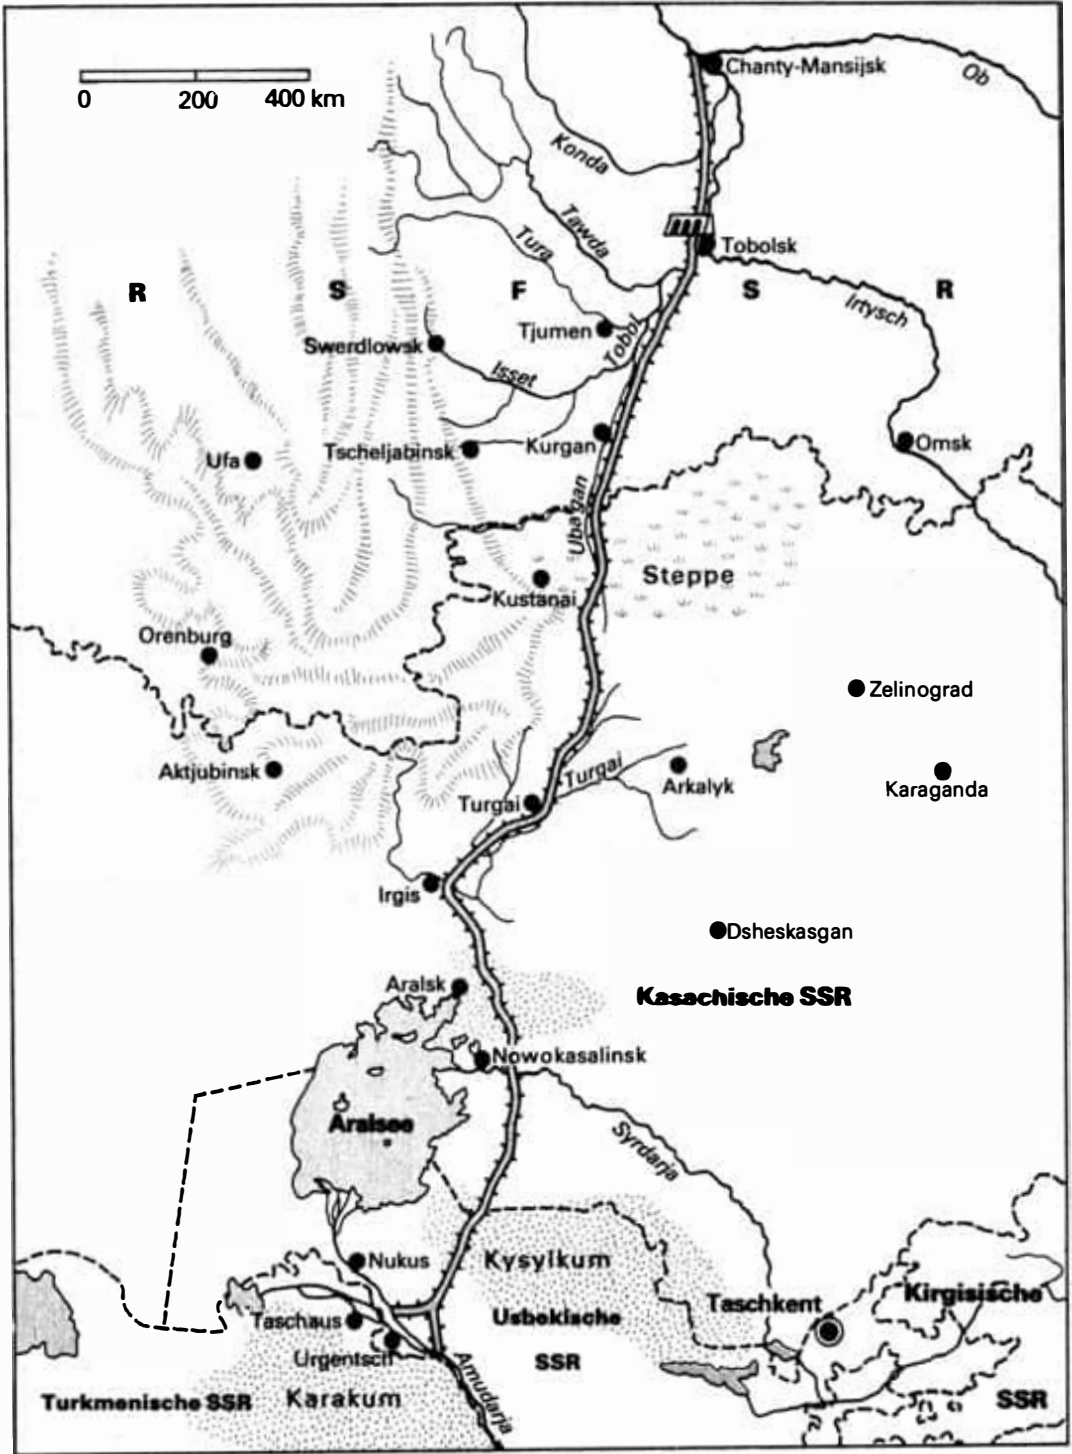 Chanty-Mansijsk
Ob
0 200 400 km
Konda
Tawda
Tura
Tobolsk
R S F S R
Irtysch
Tjumen
Tobol
Swerdlowsk
Isset
Kurgan
Omsk
Ufa
Tscheljabinsk
Ubagan
Steppe
Kustanai
Orenburg
Zelinograd
Aktjubinsk
Turgai
Arkalyk
Karaganda
Turgai
Irgis
Dsheskasgan
Aralsk
Kasachische SSR
Nowokasalinsk
Aralsee
Syrdarja
Nukus
Kysylkum
Kirgisische
Taschkent
Taschaus
Usbekische
Urgentsch
SSR
Amudarja
Turkmenische SSR
Karakum
SSR